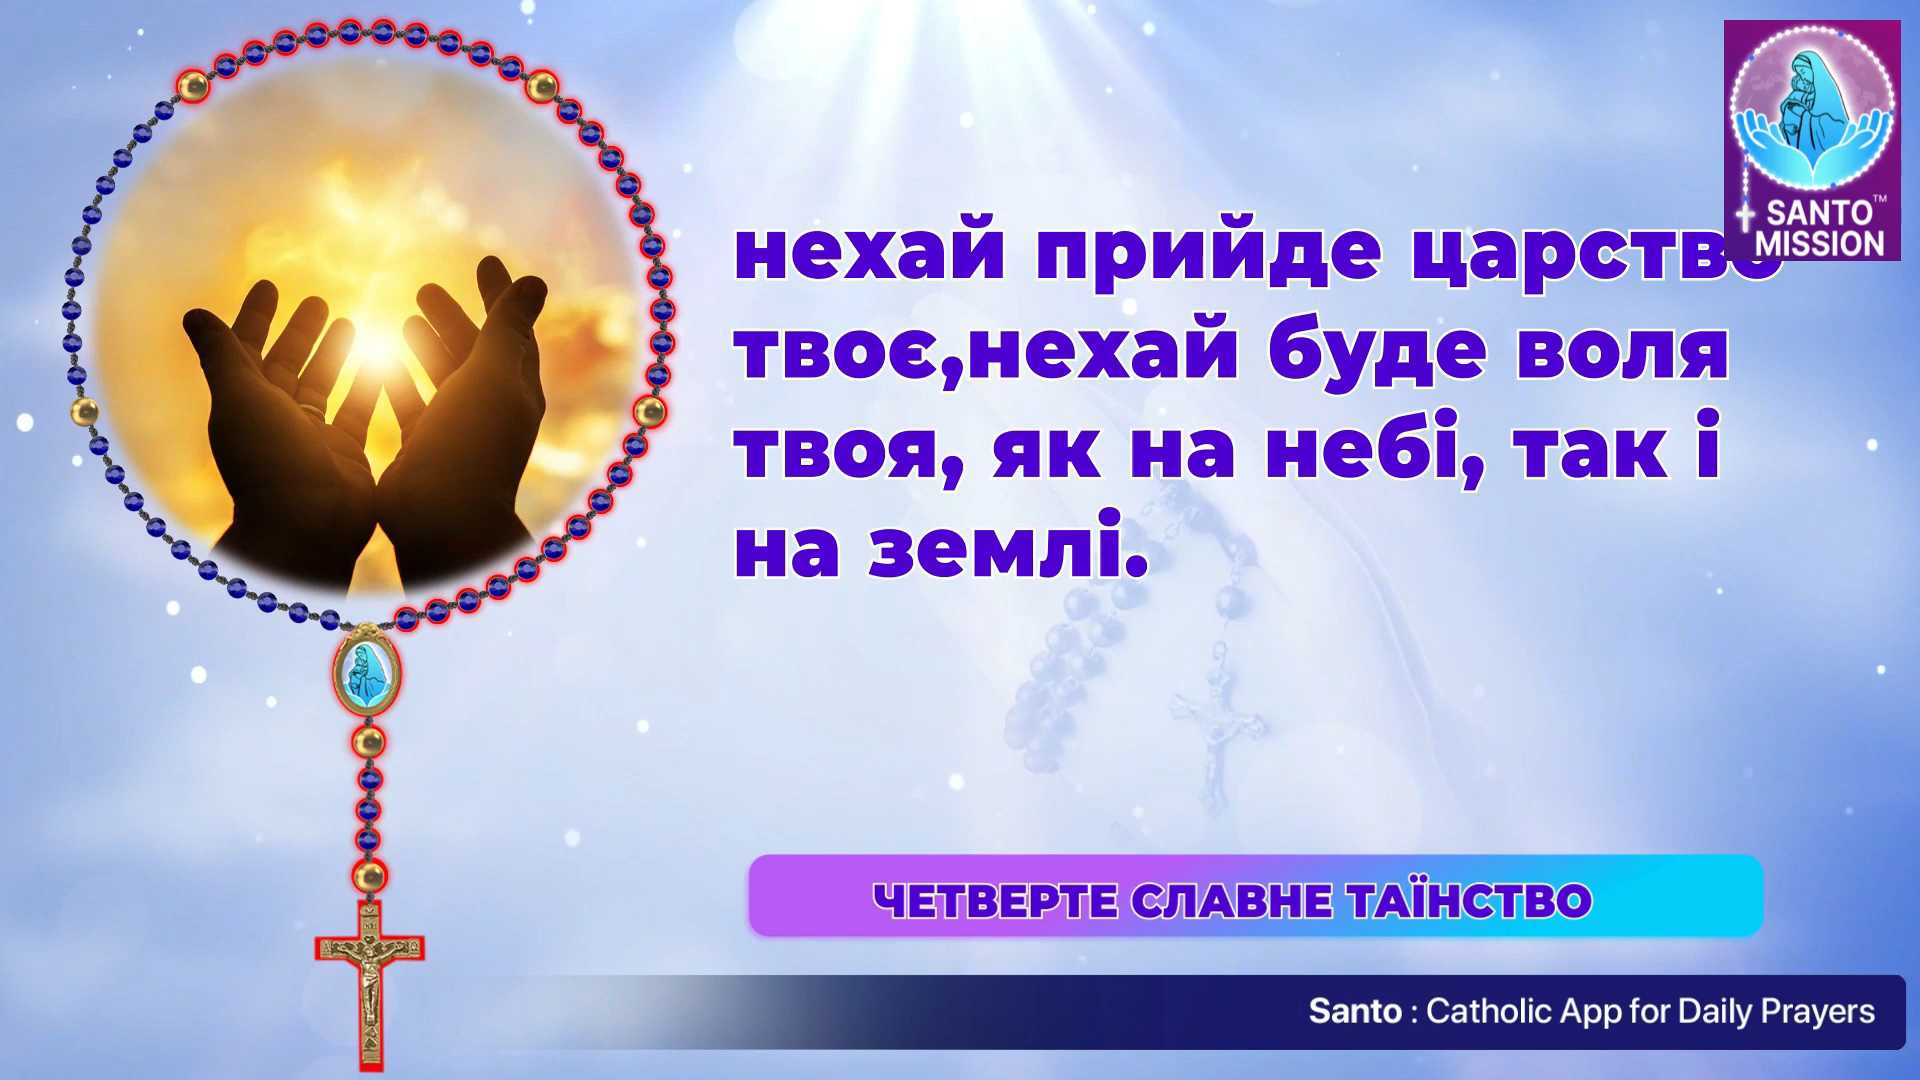 SANTO™
MISSION
нехай прийде царство
твоє,нехай буде воля
твоя, як на небі, так і
на землі.
ЧЕТВЕРТЕ СЛАВНЕ ТАЇНСТВО
Santo : Catholic App for Daily Prayers